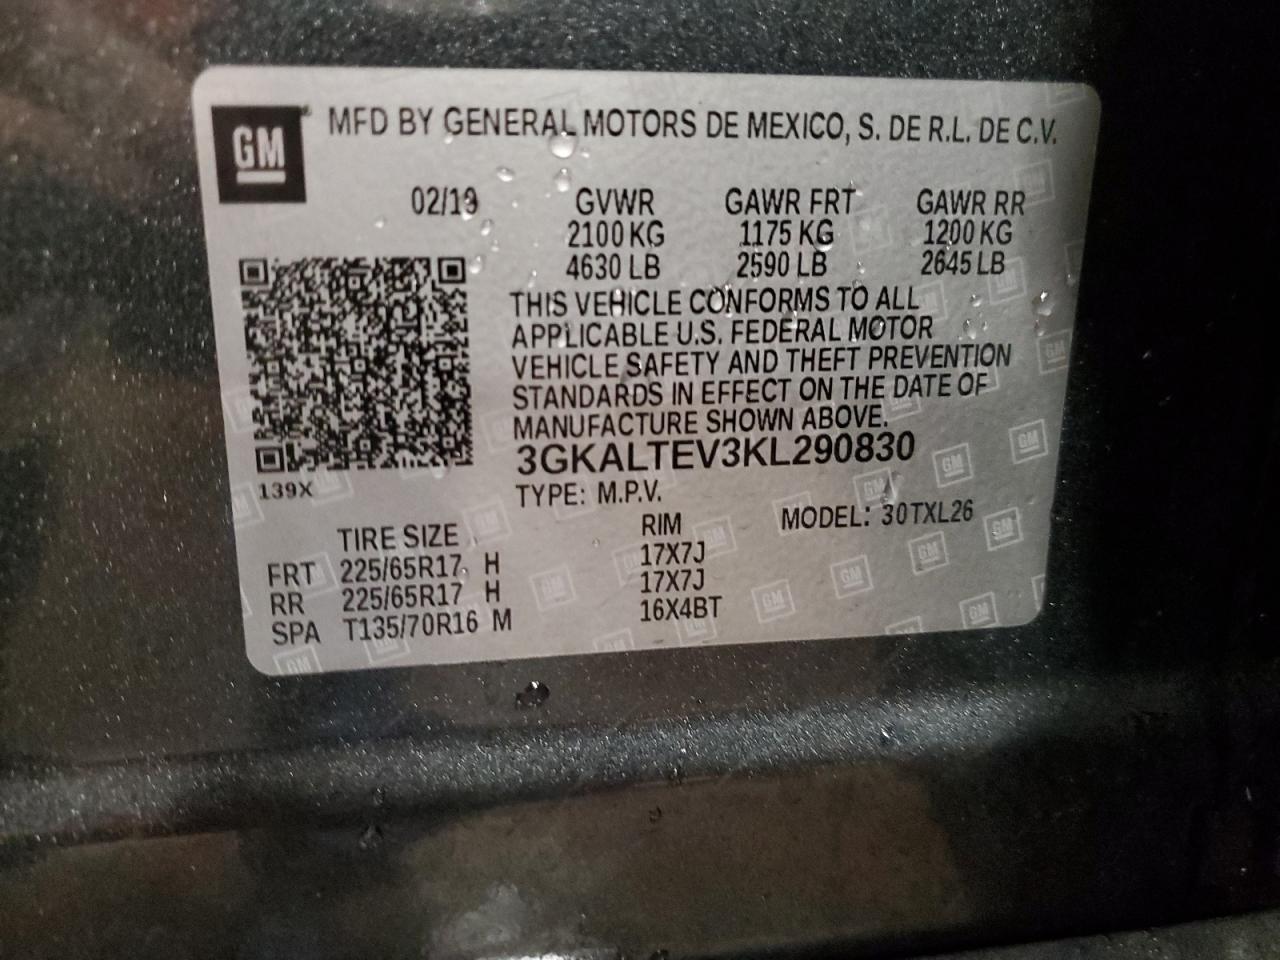 GM
MFD BY GENERAL MOTORS DE MEXICO, S. DE R.L. DE C.V.
02/19 GVWR GAWR FRT GAWR RR
2100 KG 1175 KG 1200 KG
4630 LB 2590 LB 2645 LB
THIS VEHICLE CONFORMS TO ALL
APPLICABLE U.S. FEDERAL MOTOR
VEHICLE SAFETY AND THEFT PREVENTION
STANDARDS IN EFFECT ON THE DATE OF
MANUFACTURE SHOWN ABOVE.
3GKALTEV3KL290830
139X
TYPE: M.P.V.
MODEL: 30TXL26
TIRE SIZE RIM
FRT 225/65R17 H 17X7J
RR 225/65R17 H 17X7J
SPA T135/70R16 M 16X4BT